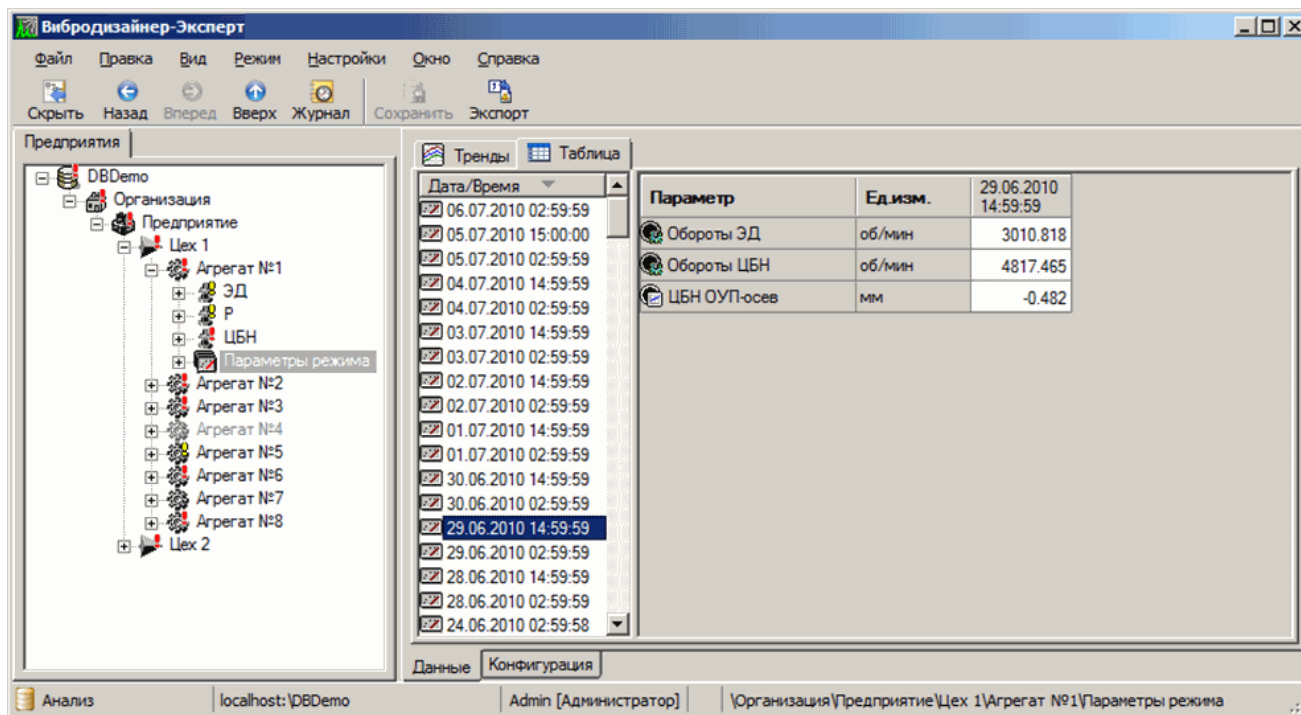 Вибродизайнер-Эксперт
Файл Правка Вид Режим Настройки Окно Справка
Скрыть Назад Вперед Вверх Журнал Сохранить Экспорт
Предприятия
DBDemo
Организация
Предприятие
Цех 1
Агрегат №1
ЭД
Р
ЦБН
Параметры режима
Агрегат №2
Агрегат №3
Агрегат №4
Агрегат №5
Агрегат №6
Агрегат №7
Агрегат №8
Цех 2
Тренды Таблица
Дата/Время
06.07.2010 02:59:59
05.07.2010 15:00:00
05.07.2010 02:59:59
04.07.2010 14:59:59
04.07.2010 02:59:59
03.07.2010 14:59:59
03.07.2010 02:59:59
02.07.2010 14:59:59
02.07.2010 02:59:59
01.07.2010 14:59:59
01.07.2010 02:59:59
30.06.2010 14:59:59
30.06.2010 02:59:59
29.06.2010 14:59:59
29.06.2010 02:59:59
28.06.2010 14:59:59
28.06.2010 02:59:59
24.06.2010 02:59:58
Параметр Ед.изм. 29.06.2010
14:59:59
Обороты ЭД об/мин 3010.818
Обороты ЦБН об/мин 4817.465
ЦБН ОУП-осев мм -0.482
Данные Конфигурация
Анализ localhost:\DBDemo Admin [Администратор] \Организация\Предприятие\Цех 1\Агрегат №1\Параметры режима